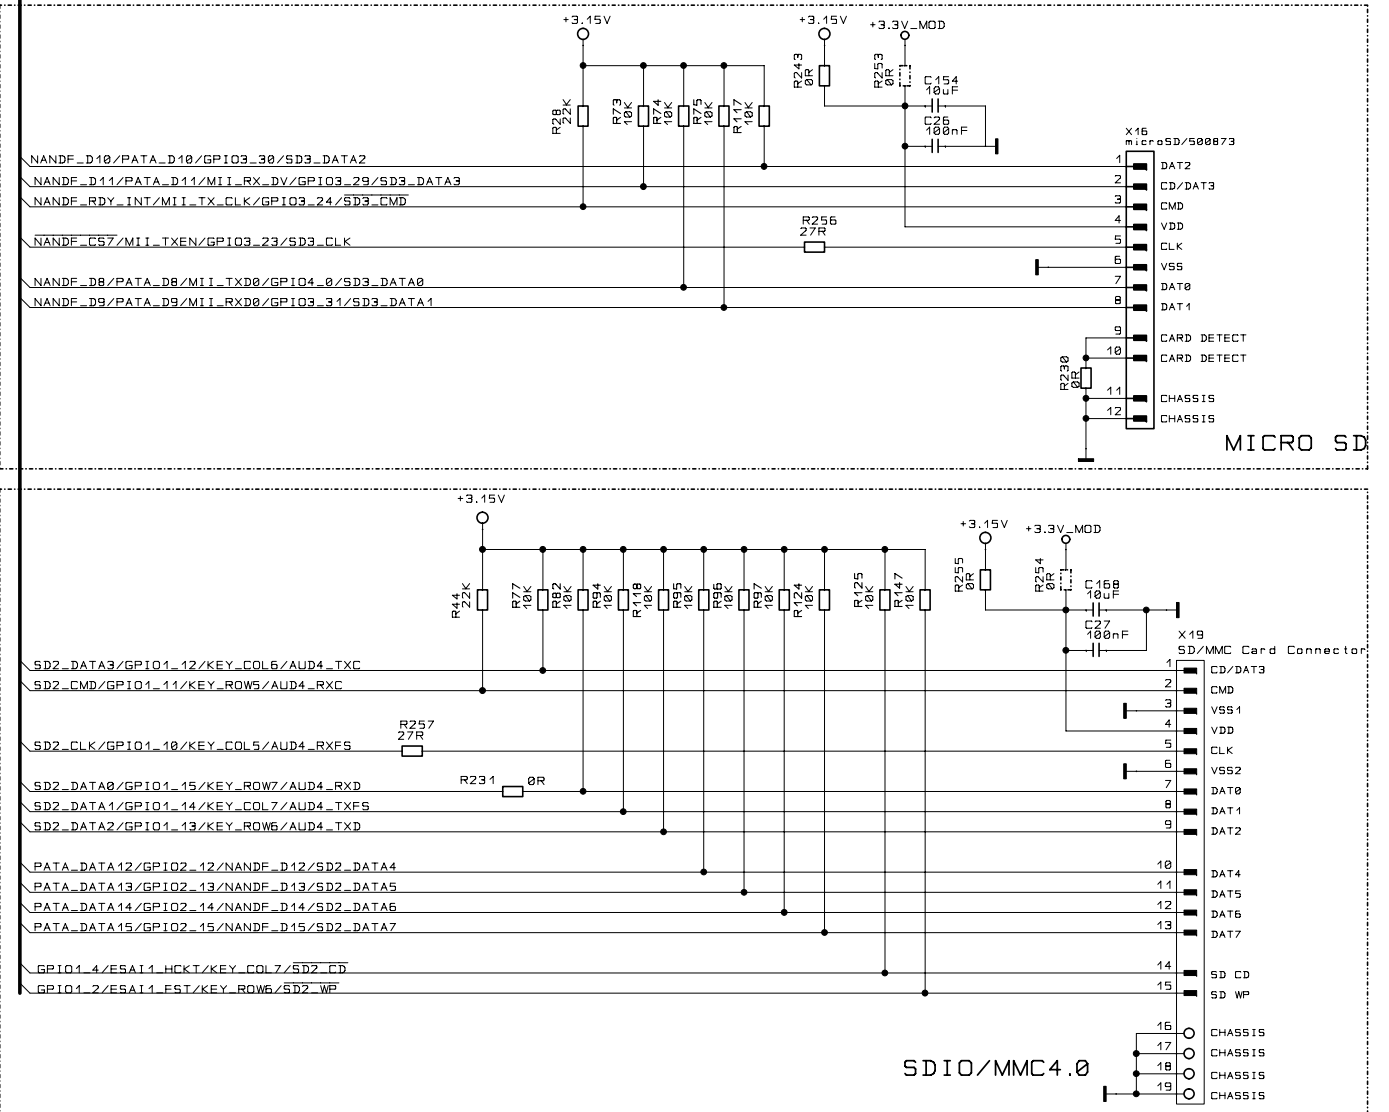 +3.15V
+3.15V
+3.3V_MOD
R28 22K
R73 10K
R74 10K
R75 10K
R117 10K
R243 0R
R253 0R
C154
10uF
C26
100nF
X16
microSD/500873
NANDF_D10/PATA_D10/GPIO3_30/SD3_DATA2
1 DAT2
NANDF_D11/PATA_D11/MII_RX_DV/GPIO3_29/SD3_DATA3
2 CD/DAT3
NANDF_RDY_INT/MII_TX_CLK/GPIO3_24/SD3_CMD
3 CMD
4 VDD
R256
27R
NANDF_CS7/MII_TXEN/GPIO3_23/SD3_CLK
5 CLK
6 VSS
NANDF_D8/PATA_D8/MII_TXD0/GPIO4_0/SD3_DATA0
7 DAT0
NANDF_D9/PATA_D9/MII_RXD0/GPIO3_31/SD3_DATA1
8 DAT1
9 CARD DETECT
10 CARD DETECT
R230 0R
11 CHASSIS
12 CHASSIS
MICRO SD
+3.15V
+3.15V
+3.3V_MOD
R44 22K
R77 10K
R82 10K
R94 10K
R118 10K
R95 10K
R96 10K
R97 10K
R124 10K
R125 10K
R147 10K
R255 0R
R254 0R
C168
10uF
C27
100nF
X19
SD/MMC Card Connector
SD2_DATA3/GPIO1_12/KEY_COL6/AUD4_TXC
1 CD/DAT3
SD2_CMD/GPIO1_11/KEY_ROW5/AUD4_RXC
2 CMD
3 VSS1
4 VDD
R257
27R
SD2_CLK/GPIO1_10/KEY_COL5/AUD4_RXFS
5 CLK
6 VSS2
R231 0R
SD2_DATA0/GPIO1_15/KEY_ROW7/AUD4_RXD
7 DAT0
SD2_DATA1/GPIO1_14/KEY_COL7/AUD4_TXFS
8 DAT1
SD2_DATA2/GPIO1_13/KEY_ROW6/AUD4_TXD
9 DAT2
PATA_DATA12/GPIO2_12/NANDF_D12/SD2_DATA4
10 DAT4
PATA_DATA13/GPIO2_13/NANDF_D13/SD2_DATA5
11 DAT5
PATA_DATA14/GPIO2_14/NANDF_D14/SD2_DATA6
12 DAT6
PATA_DATA15/GPIO2_15/NANDF_D15/SD2_DATA7
13 DAT7
GPIO1_4/ESAI1_HCKT/KEY_COL7/SD2_CD
14 SD CD
GPIO1_2/ESAI1_FST/KEY_ROW6/SD2_WP
15 SD WP
16 CHASSIS
17 CHASSIS
18 CHASSIS
19 CHASSIS
SDIO/MMC4.0